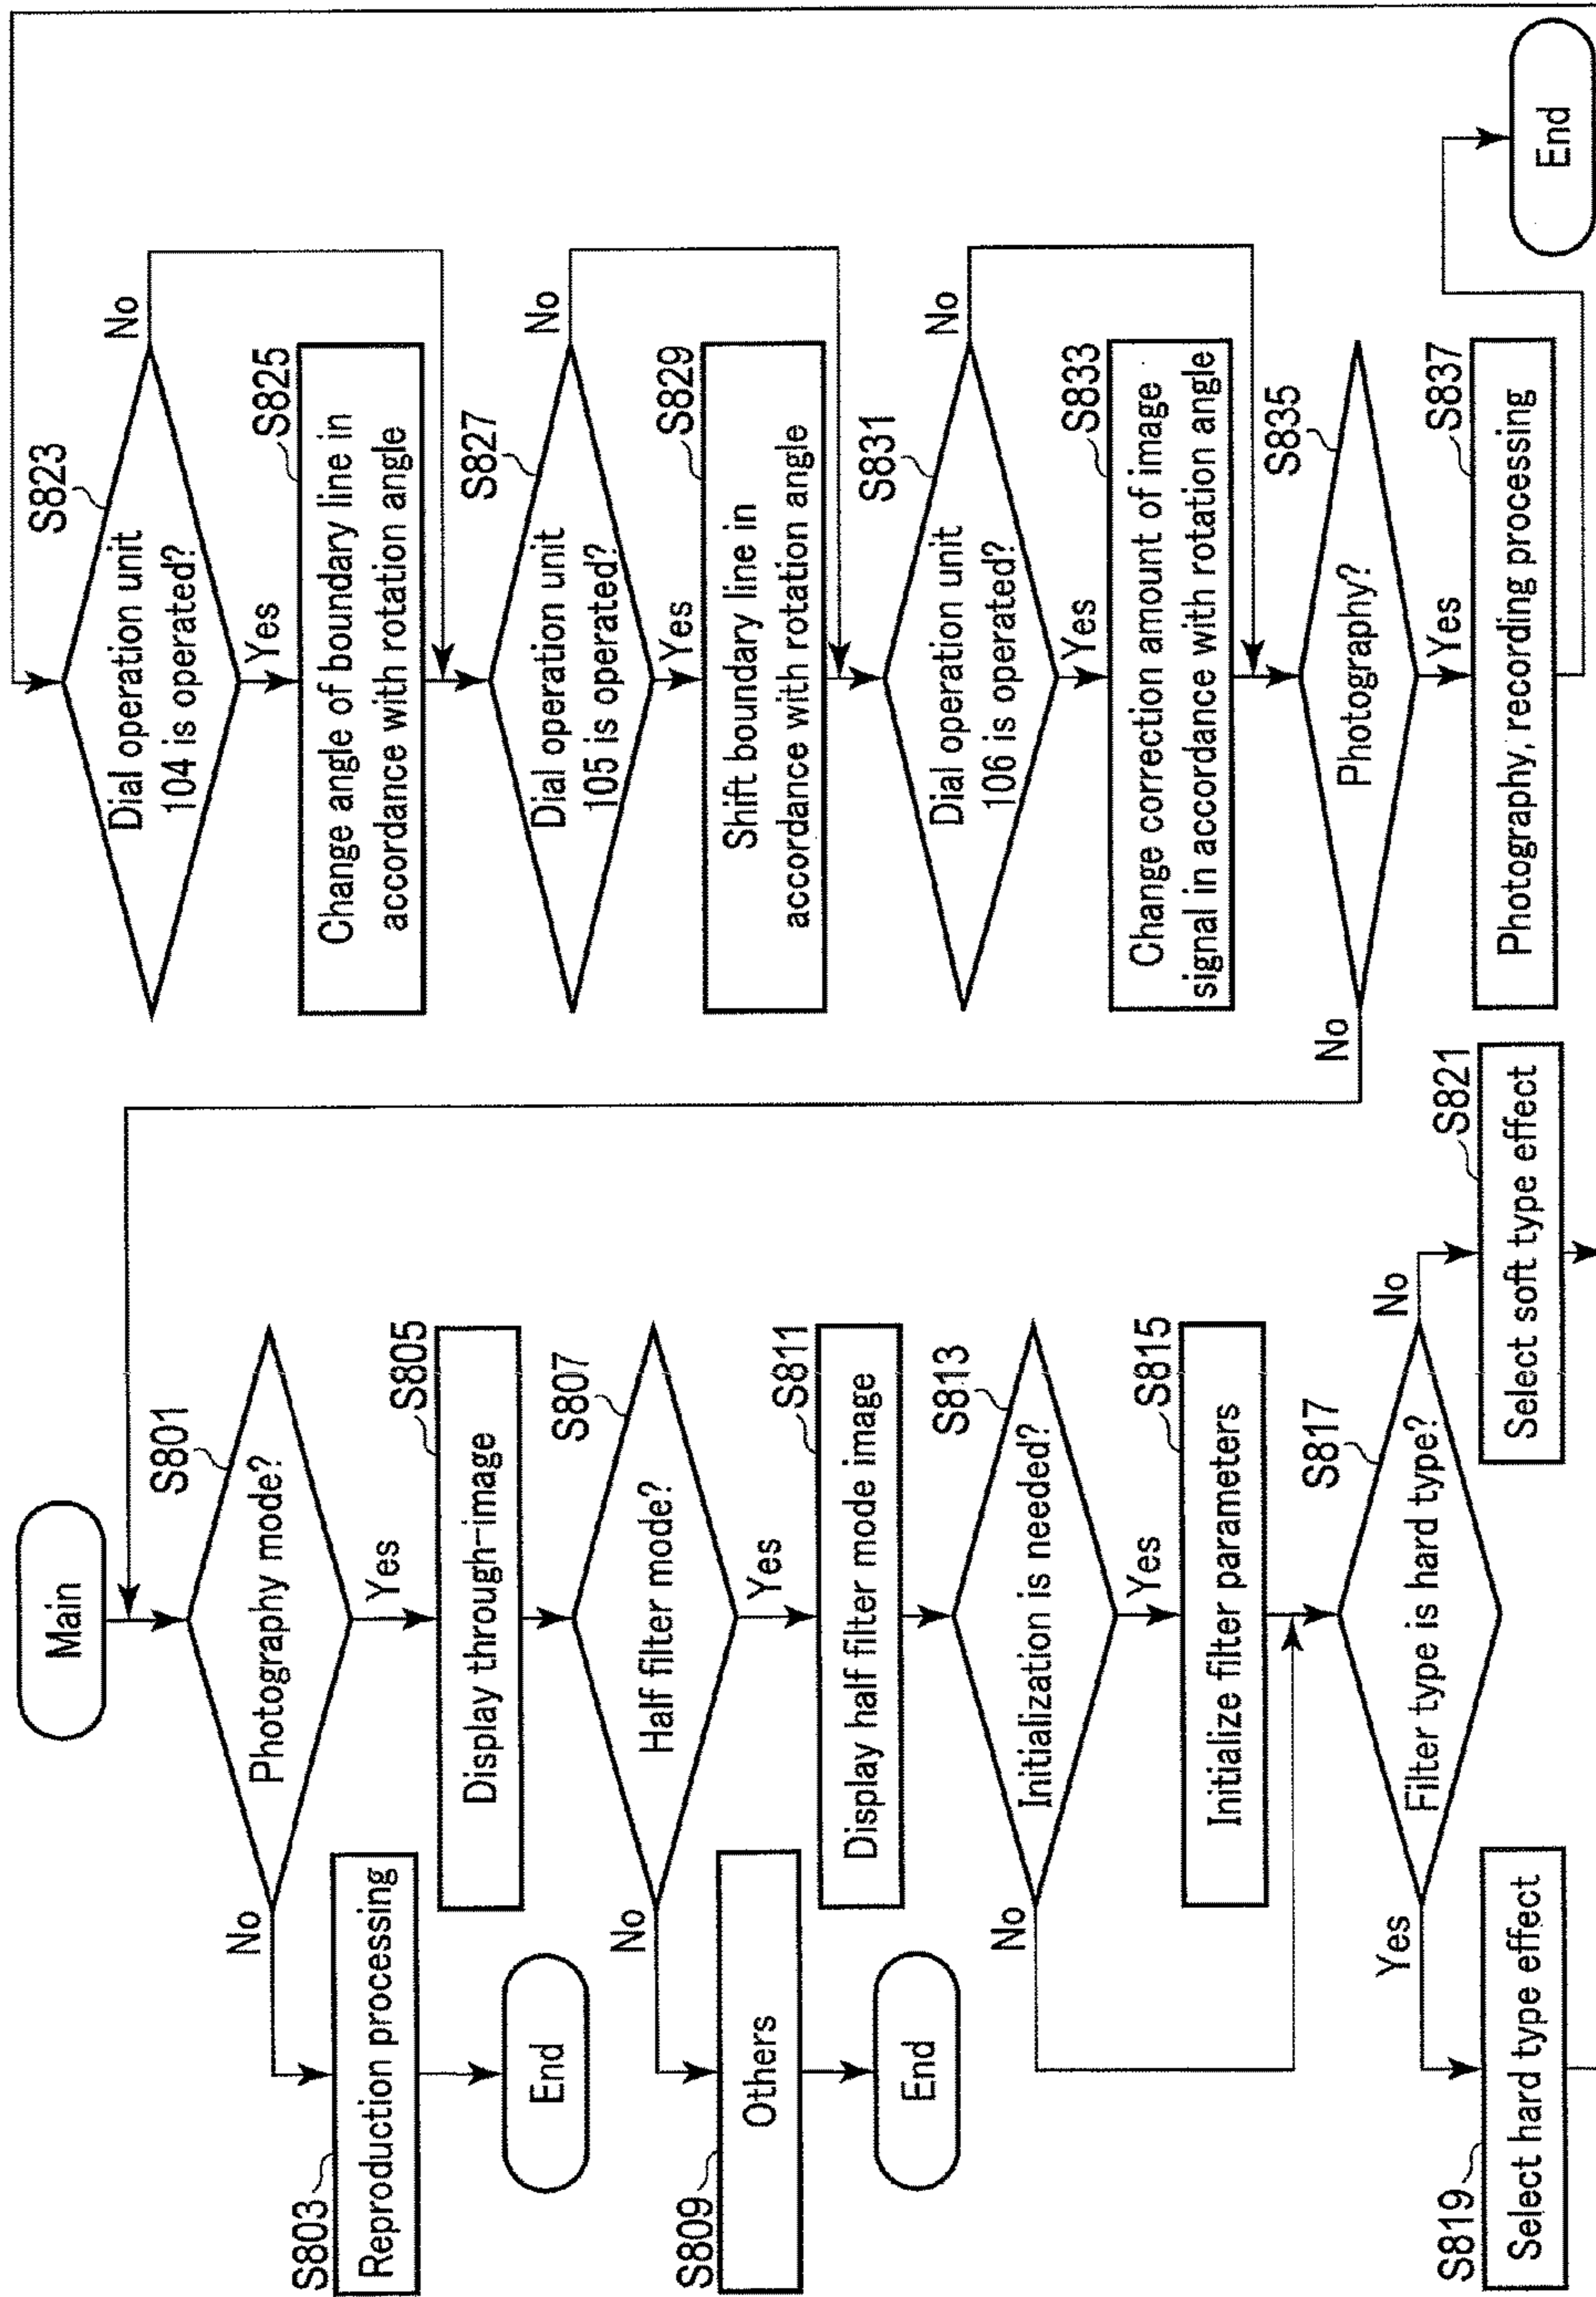 Main
S801
Photography mode?
No
Yes
S803
Reproduction processing
End
S805
Display through-image
S807
Half filter mode?
No
Yes
S809
Others
End
S811
Display half filter mode image
S813
Initialization is needed?
No
Yes
S815
Initialize filter parameters
S817
Filter type is hard type?
Yes
No
S819
Select hard type effect
S821
Select soft type effect
S823
Dial operation unit
104 is operated?
No
Yes
S825
Change angle of boundary line in
accordance with rotation angle
S827
Dial operation unit
105 is operated?
No
Yes
S829
Shift boundary line in
accordance with rotation angle
S831
Dial operation unit
106 is operated?
No
Yes
S833
Change correction amount of image
signal in accordance with rotation angle
S835
Photography?
No
Yes
S837
Photography, recording processing
End